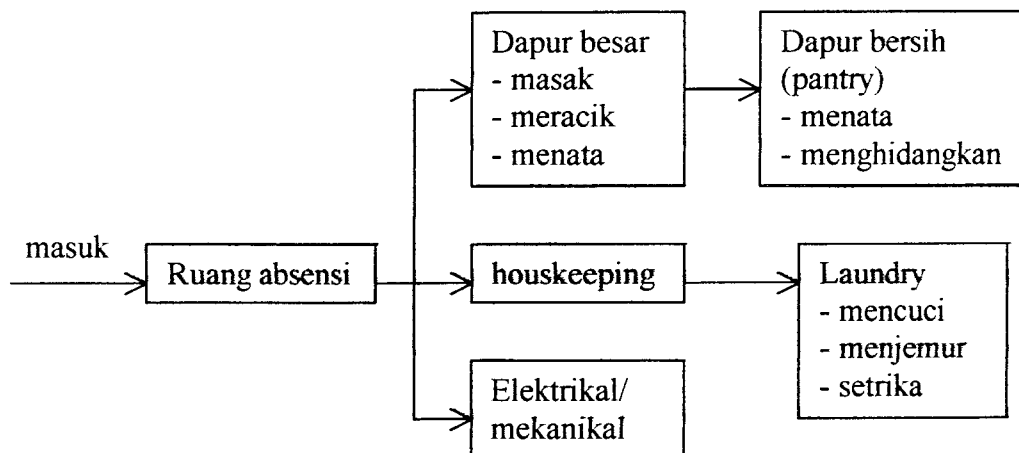 masuk
Ruang absensi
Dapur besar
- masak
- meracik
- menata
Dapur bersih
(pantry)
- menata
- menghidangkan
houskeeping
Laundry
- mencuci
- menjemur
- setrika
Elektrikal/
mekanikal